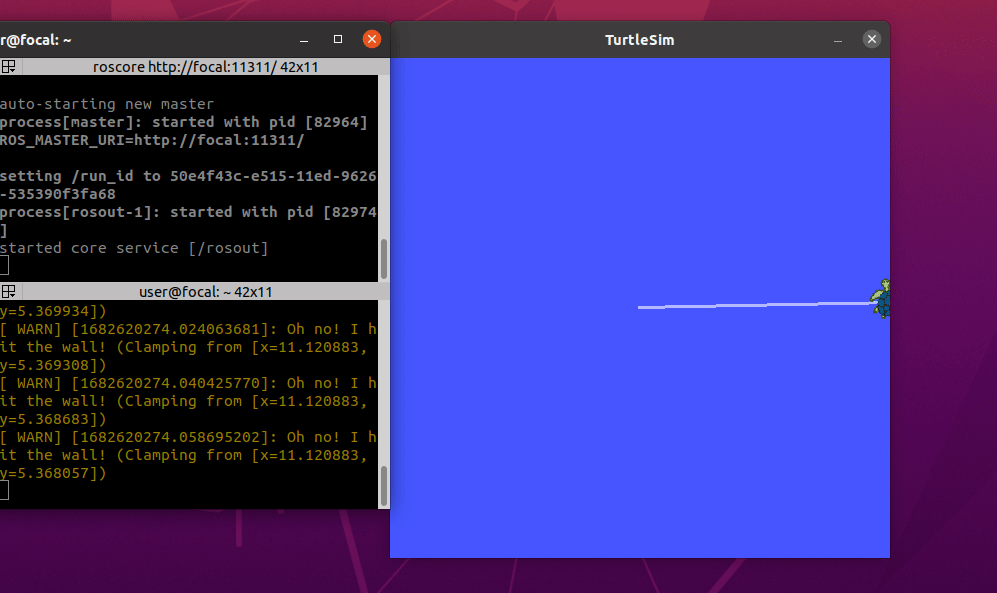 r@focal: ~
TurtleSim
roscore http://focal:11311/ 42x11
auto-starting new master
process[master]: started with pid [82964]
ROS_MASTER_URI=http://focal:11311/
setting /run_id to 50e4f43c-e515-11ed-9626
-535390f3fa68
process[rosout-1]: started with pid [82974
]
started core service [/rosout]
user@focal: ~ 42x11
y=5.369934])
[ WARN] [1682620274.024063681]: Oh no! I h
it the wall! (Clamping from [x=11.120883,
y=5.369308])
[ WARN] [1682620274.040425770]: Oh no! I h
it the wall! (Clamping from [x=11.120883,
y=5.368683])
[ WARN] [1682620274.058695202]: Oh no! I h
it the wall! (Clamping from [x=11.120883,
y=5.368057])